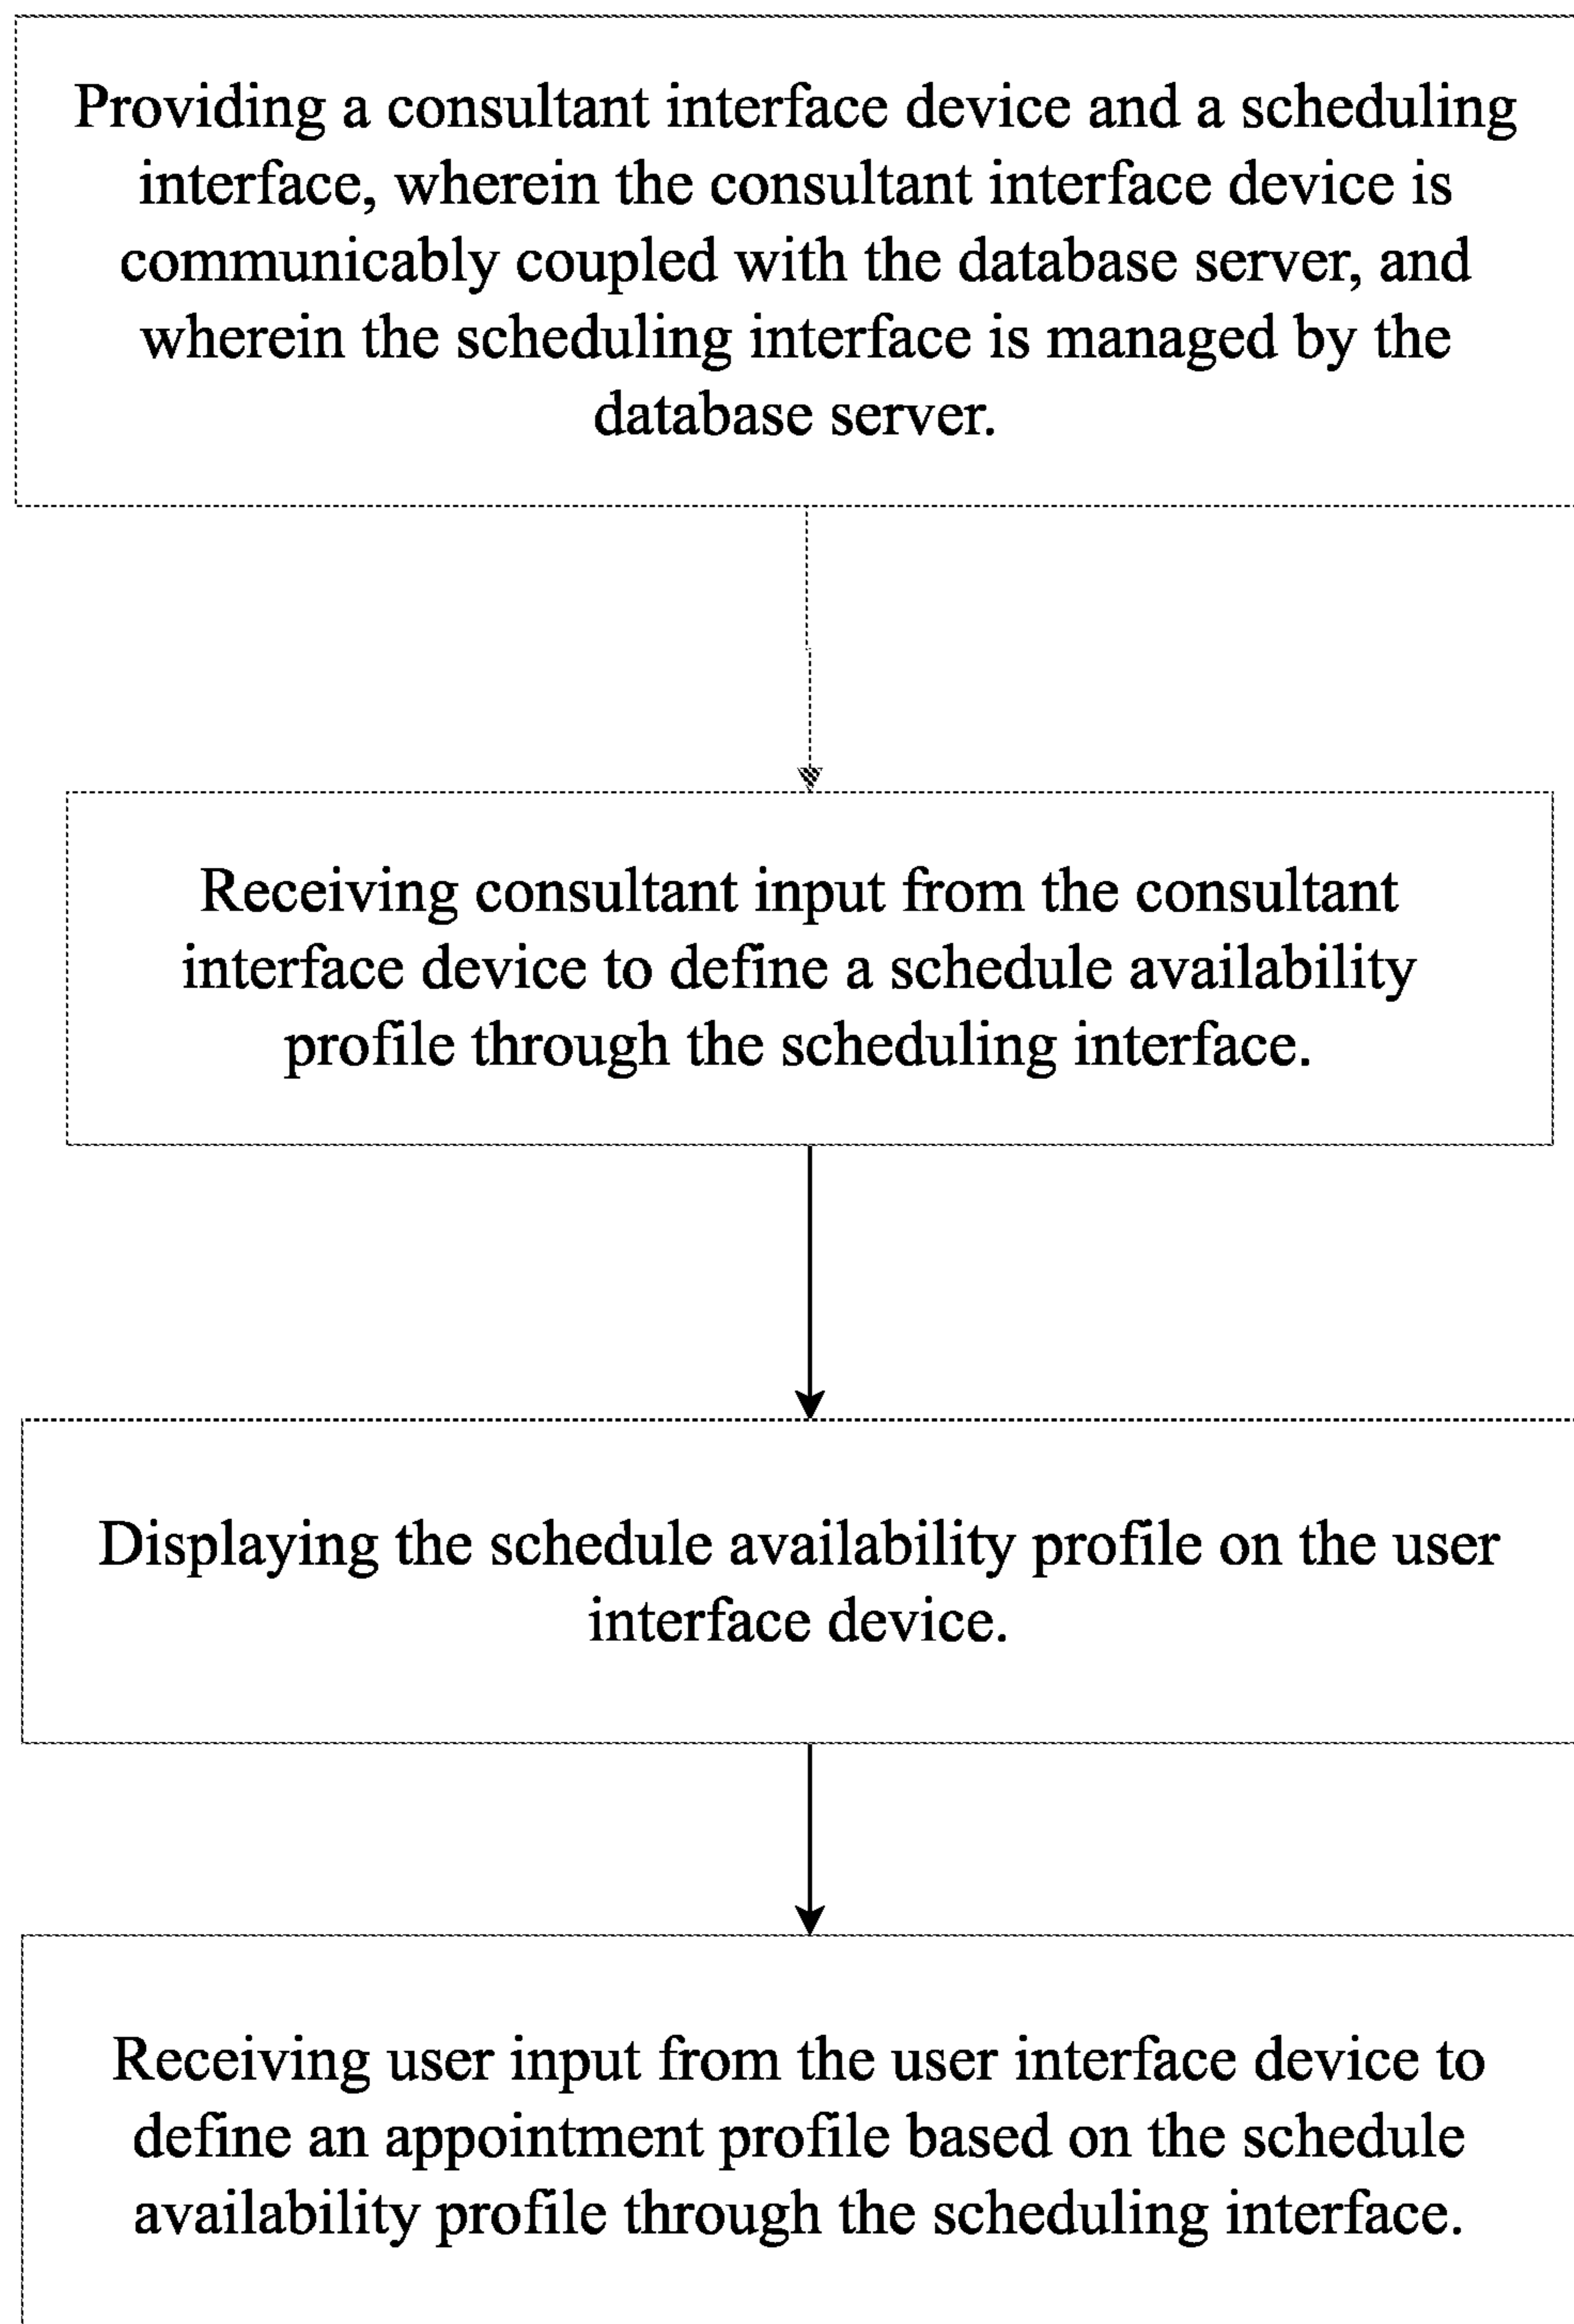 Providing a consultant interface device and a scheduling
interface, wherein the consultant interface device is
communicably coupled with the database server, and
wherein the scheduling interface is managed by the
database server.
Receiving consultant input from the consultant
interface device to define a schedule availability
profile through the scheduling interface.
Displaying the schedule availability profile on the user
interface device.
Receiving user input from the user interface device to
define an appointment profile based on the schedule
availability profile through the scheduling interface.